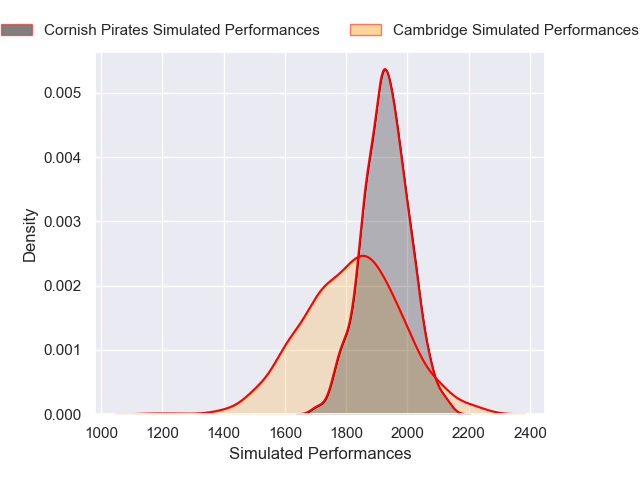 Cornish Pirates Simulated Performances
Cambridge Simulated Performances
Density
0.005
0.004
0.003
0.002
0.001
0.000
1000 1200 1400 1600 1800 2000 2200 2400
Simulated Performances